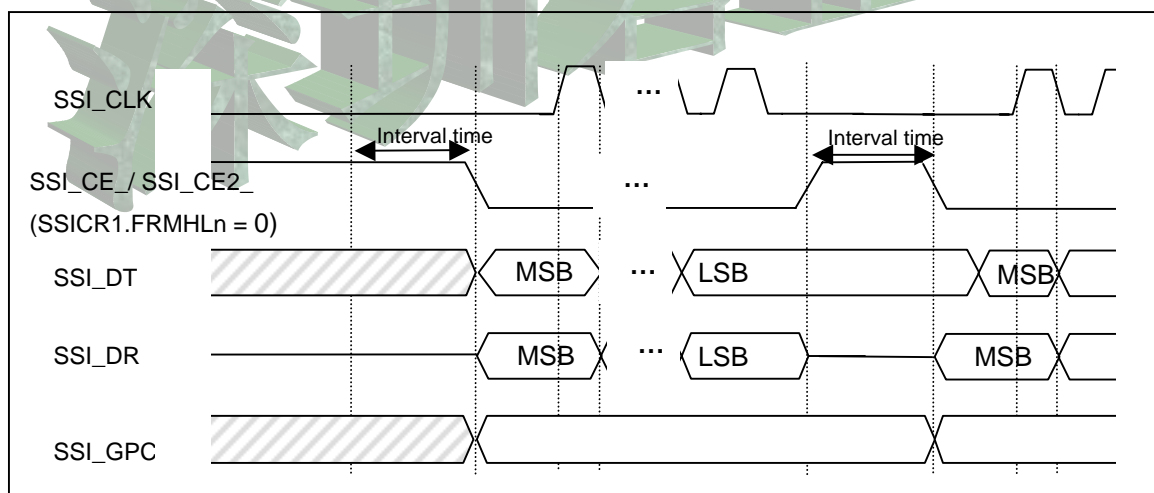 SSI_CLK
...
Interval time
Interval time
SSI_CE_/ SSI_CE2_
...
(SSICR1.FRMHLn = 0)
SSI_DT
MSB
...
LSB
MSB
SSI_DR
MSB
...
LSB
MSB
SSI_GPC